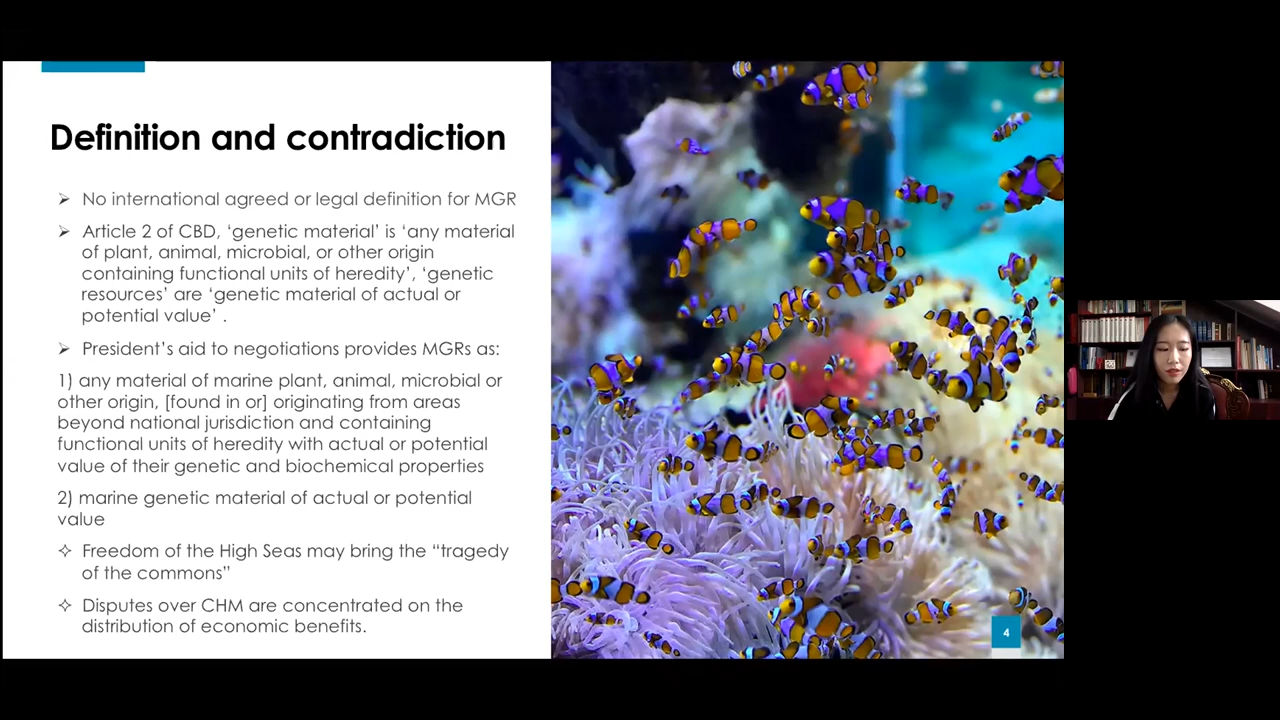 Definition and contradiction
➢ No international agreed or legal definition for MGR
➢ Article 2 of CBD, ‘genetic material’ is ‘any material
of plant, animal, microbial, or other origin
containing functional units of heredity’, ‘genetic
resources’ are ‘genetic material of actual or
potential value’ .
➢ President’s aid to negotiations provides MGRs as:
1) any material of marine plant, animal, microbial or
other origin, [found in or] originating from areas
beyond national jurisdiction and containing
functional units of heredity with actual or potential
value of their genetic and biochemical properties
2) marine genetic material of actual or potential
value
✧ Freedom of the High Seas may bring the “tragedy
of the commons”
✧ Disputes over CHM are concentrated on the
distribution of economic benefits.
4